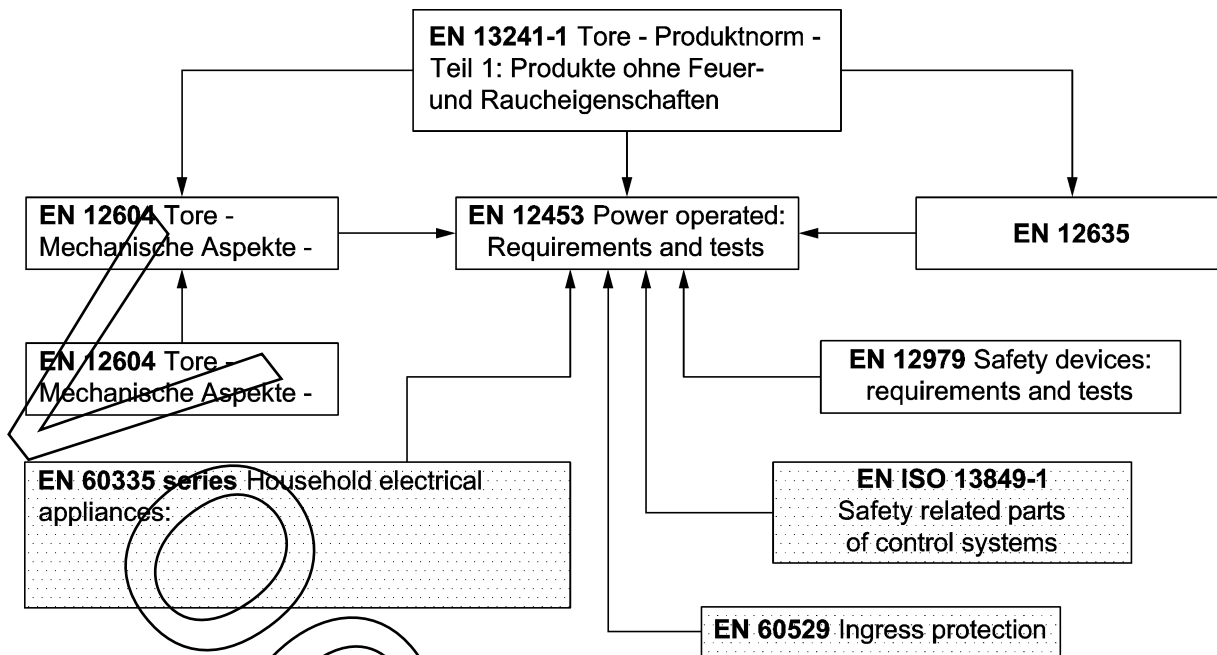 EN 13241-1 Tore - Produktnorm -
Teil 1: Produkte ohne Feuer-
und Raucheigenschaften
EN 12604 Tore -
Mechanische Aspekte -
EN 12453 Power operated:
Requirements and tests
EN 12635
EN 12604 Tore -
Mechanische Aspekte -
EN 12979 Safety devices:
requirements and tests
EN 60335 series Household electrical
appliances:
EN ISO 13849-1
Safety related parts
of control systems
EN 60529 Ingress protection